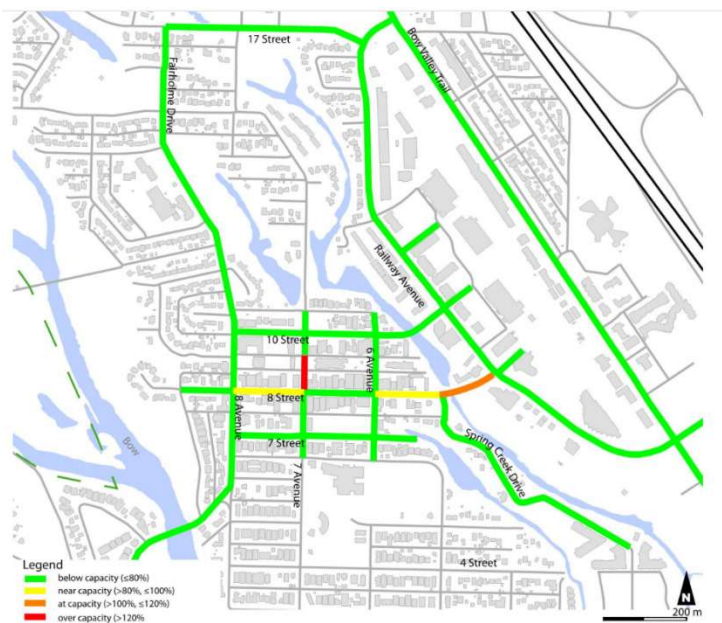 17 Street
Bow Valley Trail
Fairholme Drive
Railway Avenue
10 Street
6 Avenue
8 Street
8 Avenue
Bow
7 Street
Spring Creek Drive
7 Avenue
4 Street
Legend
below capacity (≤80%)
near capacity (>80%, ≤100%)
at capacity (>100%, ≤120%)
over capacity (>120%
N
200 m